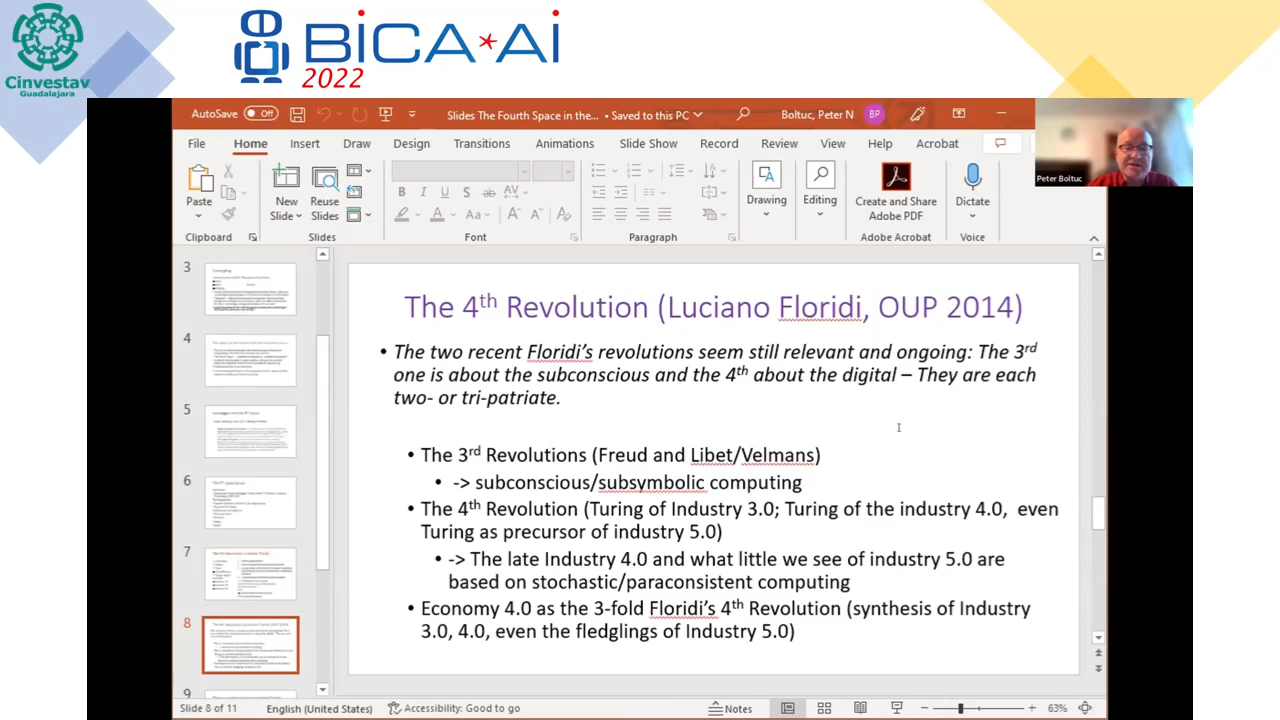 Cinvestav
Guadalajara
BiCA*Ai
2022
AutoSave
Off
Slides The Fourth Space in the... • Saved to this PC
Boltuc, Peter N
BP
Peter Boltuc
File
Home
Insert
Draw
Design
Transitions
Animations
Slide Show
Record
Review
View
Help
Acrobat
Paste
New
Slide
Reuse
Slides
B
I
U
S
ab
AV
A
Aa
A
A
A
Drawing
Editing
Create and Share
Adobe PDF
Dictate
Clipboard
Slides
Font
Paragraph
Adobe Acrobat
Voice
3
4
5
6
7
8
9
The 4th Revolution (Luciano Floridi, OUP 2014)
• The two recent Floridi's revolutions seem still relevant and ongoing: The 3rd
one is about the subconscious and the 4th about the digital – They are each
two- or tri-patriate.
• The 3rd Revolutions (Freud and Libet/Velmans)
• -> subconscious/subsymbolic computing
• The 4th Revolution (Turing of Industry 3.0; Turing of the industry 4.0, even
Turing as precursor of industry 5.0)
• -> The late Industry 4.0 and what little we see of industry 5.0 are
based on stochastic/paraconsistent computing
• Economy 4.0 as the 3-fold Floridi's 4th Revolution (synthesis of Industry
3.0, 4.0, even the fledglings of Industry 5.0)
Slide 8 of 11
English (United States)
Accessibility: Good to go
Notes
63%